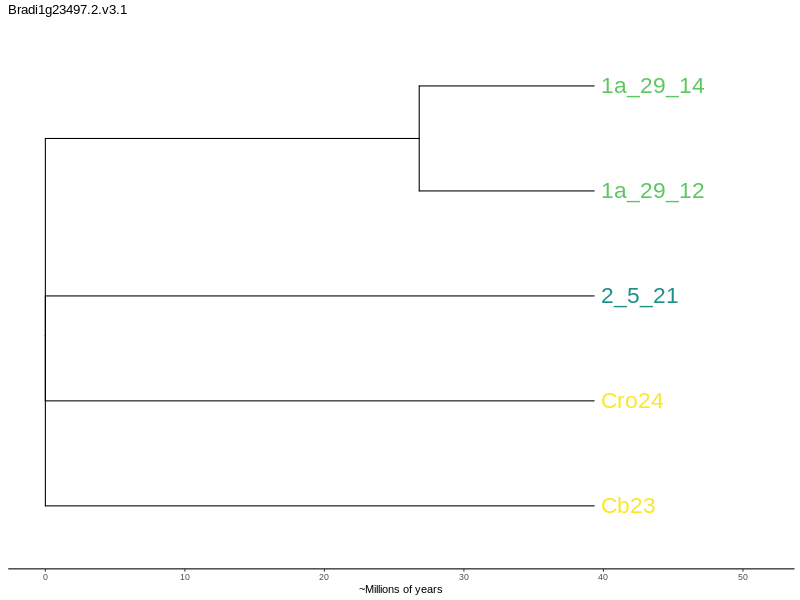 Bradi1g23497.2.v3.1
1a_29_14
1a_29_12
2_5_21
Cro24
Cb23
0 10 20 30 40 50
~Millions of years